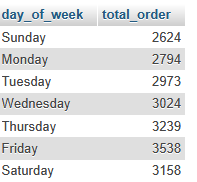 day_of_week total_order
Sunday 2624
Monday 2794
Tuesday 2973
Wednesday 3024
Thursday 3239
Friday 3538
Saturday 3158